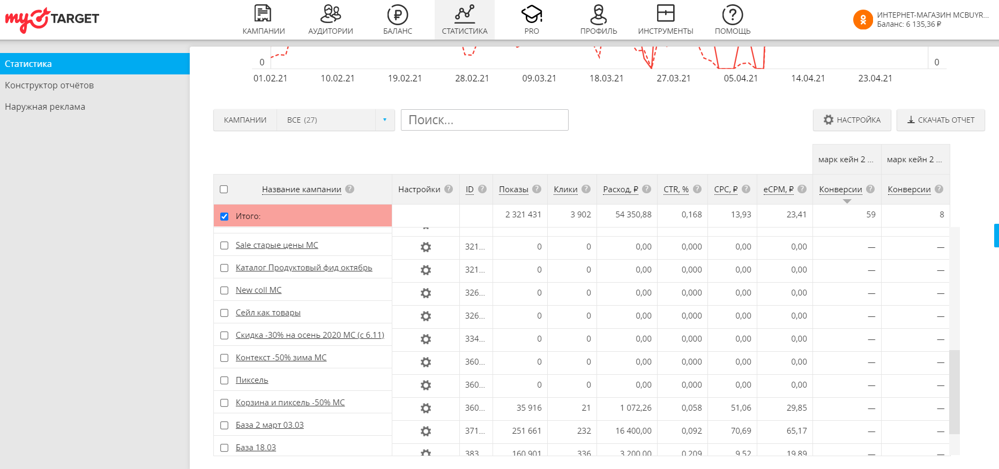 my TARGET
КАМПАНИИ
АУДИТОРИИ
БАЛАНС
СТАТИСТИКА
PRO
ПРОФИЛЬ
ИНСТРУМЕНТЫ
ПОМОЩЬ
ИНТЕРНЕТ-МАГАЗИН MCBUYR...
Баланс: 6 135,36 ₽
Статистика
Конструктор отчётов
Наружная реклама
0 0
01.02.21 10.02.21 19.02.21 28.02.21 09.03.21 18.03.21 27.03.21 05.04.21 14.04.21 23.04.21
КАМПАНИИ ВСЕ (27) Поиск... НАСТРОЙКА СКАЧАТЬ ОТЧЕТ
марк кейн 2 ... марк кейн 2 ...
Название кампании ? Настройки ? ID ? Показы ? Клики ? Расход, ₽ ? CTR, % ? CPC, ₽ ? eCPM, ₽ ? Конверсии ? Конверсии ?
Итого: 2 321 431 3 902 54 350,88 0,168 13,93 23,41 59 8
Sale старые цены МС 321... 0 0 0,00 0,000 0,00 0,00 — —
Каталог Продуктовый фид октябрь 321... 0 0 0,00 0,000 0,00 0,00 — —
New coll MC 326... 0 0 0,00 0,000 0,00 0,00 — —
Сейл как товары 326... 0 0 0,00 0,000 0,00 0,00 — —
Скидка -30% на осень 2020 МС (с 6.11) 334... 0 0 0,00 0,000 0,00 0,00 — —
Контекст -50% зима МС 360... 0 0 0,00 0,000 0,00 0,00 — —
Пиксель 360... 0 0 0,00 0,000 0,00 0,00 — —
Корзина и пиксель -50% МС 360... 35 916 21 1 072,26 0,058 51,06 29,85 — —
База 2 март 03.03 371... 251 661 232 16 400,00 0,092 70,69 65,17 — —
База 18.03 383... 160 901 336 3 200,00 0,209 9,52 19,89 — —